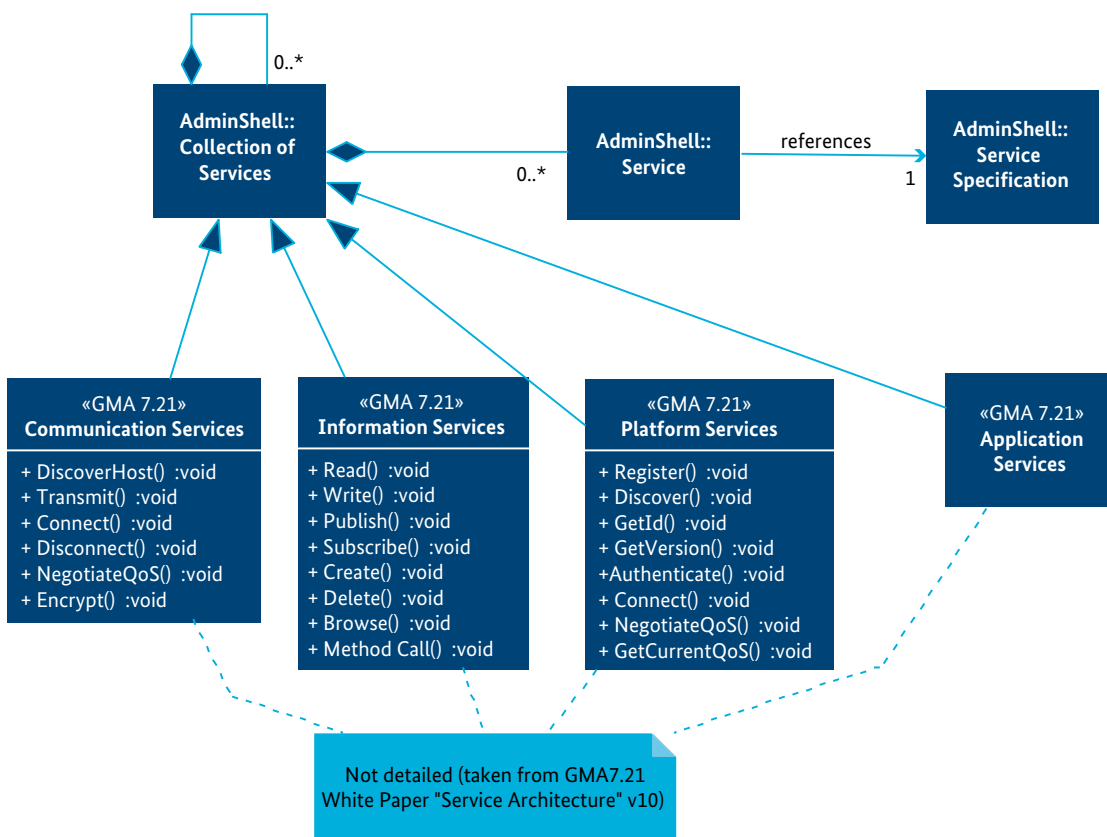 0..*
AdminShell::
Collection of
Services
0..*
AdminShell::
Service
references
1
AdminShell::
Service
Specification
«GMA 7.21»
Communication Services
+ DiscoverHost() :void
+ Transmit() :void
+ Connect() :void
+ Disconnect() :void
+ NegotiateQoS() :void
+ Encrypt() :void
«GMA 7.21»
Information Services
+ Read() :void
+ Write() :void
+ Publish() :void
+ Subscribe() :void
+ Create() :void
+ Delete() :void
+ Browse() :void
+ Method Call() :void
«GMA 7.21»
Platform Services
+ Register() :void
+ Discover() :void
+ GetId() :void
+ GetVersion() :void
+Authenticate() :void
+ Connect() :void
+ NegotiateQoS() :void
+ GetCurrentQoS() :void
«GMA 7.21»
Application
Services
Not detailed (taken from GMA7.21
White Paper "Service Architecture" v10)